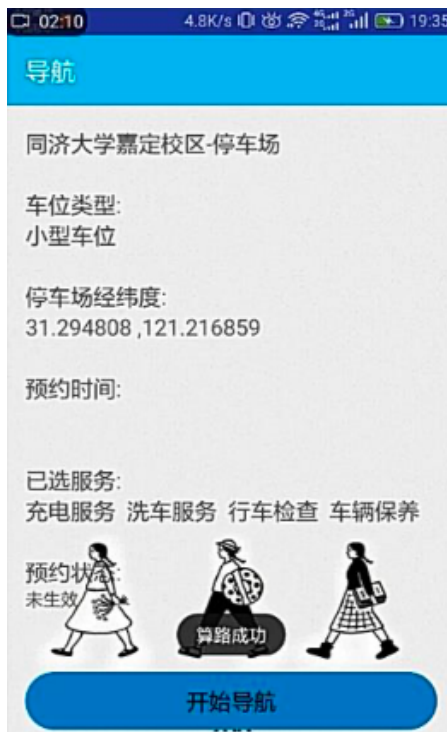 02:10 4.8K/s 4G 2G 19:35
导航
同济大学嘉定校区-停车场
车位类型:
小型车位
停车场经纬度:
31.294808 ,121.216859
预约时间:
已选服务:
充电服务 洗车服务 行车检查 车辆保养
预约状态:
未生效
算路成功
开始导航